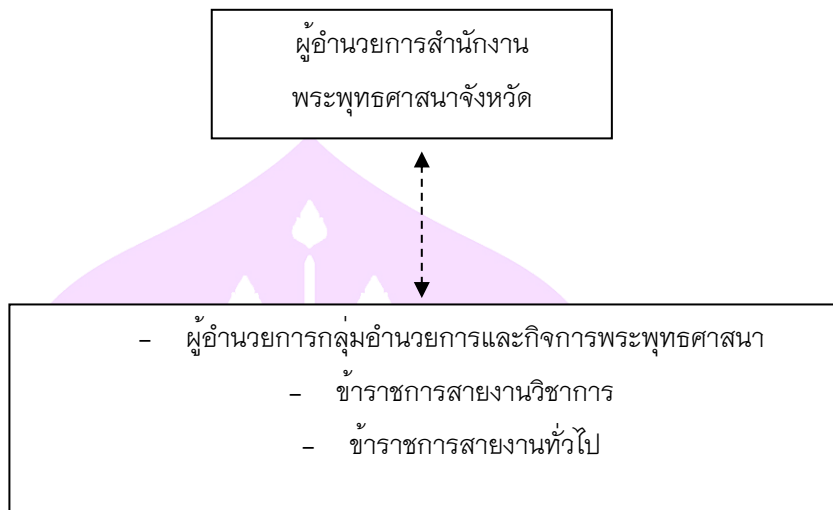 ผู้อำนวยการสำนักงาน
พระพุทธศาสนาจังหวัด
- ผู้อำนวยการกลุ่มอำนวยการและกิจการพระพุทธศาสนา
- ข้าราชการสายงานวิชาการ
- ข้าราชการสายงานทั่วไป